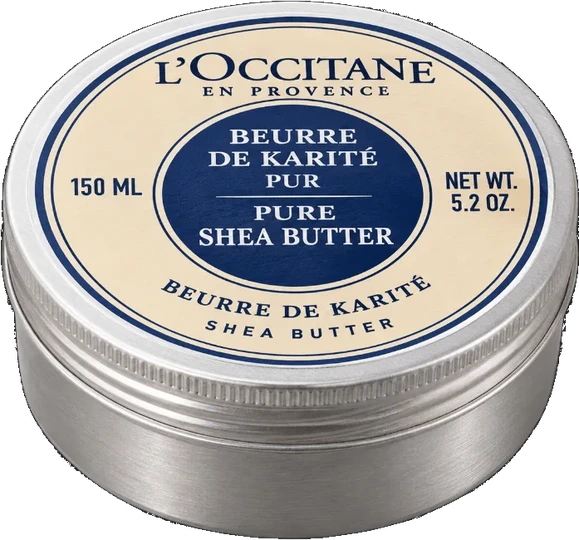 L'OCCITANE
EN PROVENCE
BEURRE
DE KARITÉ
PUR
PURE
SHEA BUTTER
150 ML
NET WT.
5.2 OZ.
BEURRE DE KARITÉ
SHEA BUTTER